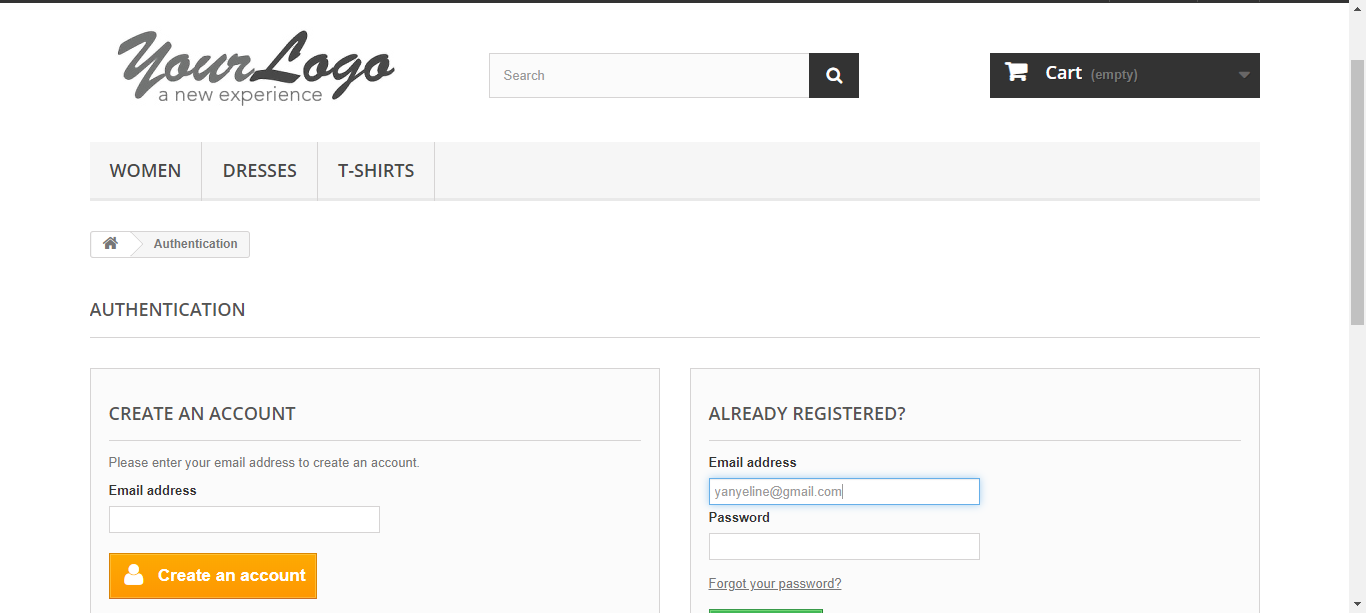 YourLogo
a new experience
Search
Cart (empty)
WOMEN
DRESSES
T-SHIRTS
Authentication
AUTHENTICATION
CREATE AN ACCOUNT
Please enter your email address to create an account.
Email address
Create an account
ALREADY REGISTERED?
Email address
yanyeline@gmail.com
Password
Forgot your password?